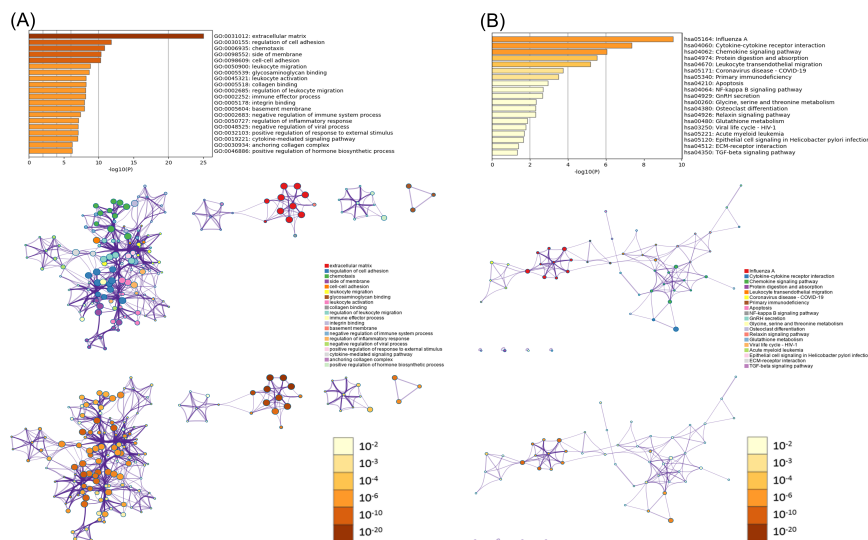 (A)
GO:0031012: extracellular matrix
GO:0030155: regulation of cell adhesion
GO:0006935: chemotaxis
GO:0098552: side of membrane
GO:0098609: cell-cell adhesion
GO:0050900: leukocyte migration
GO:0005539: glycosaminoglycan binding
GO:0045321: leukocyte activation
GO:0005518: collagen binding
GO:0002685: regulation of leukocyte migration
GO:0002252: immune effector process
GO:0005178: integrin binding
GO:0005604: basement membrane
GO:0002683: negative regulation of immune system process
GO:0050727: regulation of inflammatory response
GO:0048525: negative regulation of viral process
GO:0032103: positive regulation of response to external stimulus
GO:0019221: cytokine-mediated signaling pathway
GO:0030934: anchoring collagen complex
GO:0046886: positive regulation of hormone biosynthetic process
0 5 10 15 20 25
-log10(P)
extracellular matrix
regulation of cell adhesion
chemotaxis
side of membrane
cell-cell adhesion
leukocyte migration
glycosaminoglycan binding
leukocyte activation
collagen binding
regulation of leukocyte migration
immune effector process
integrin binding
basement membrane
negative regulation of immune system process
regulation of inflammatory response
negative regulation of viral process
positive regulation of response to external stimulus
cytokine-mediated signaling pathway
anchoring collagen complex
positive regulation of hormone biosynthetic process
10⁻²
10⁻³
10⁻⁴
10⁻⁶
10⁻¹⁰
10⁻²⁰
(B)
hsa05164: Influenza A
hsa04060: Cytokine-cytokine receptor interaction
hsa04062: Chemokine signaling pathway
hsa04974: Protein digestion and absorption
hsa04670: Leukocyte transendothelial migration
hsa05171: Coronavirus disease - COVID-19
hsa05340: Primary immunodeficiency
hsa04210: Apoptosis
hsa04064: NF-kappa B signaling pathway
hsa04929: GnRH secretion
hsa00260: Glycine, serine and threonine metabolism
hsa04380: Osteoclast differentiation
hsa04926: Relaxin signaling pathway
hsa00480: Glutathione metabolism
hsa03250: Viral life cycle - HIV-1
hsa05221: Acute myeloid leukemia
hsa05120: Epithelial cell signaling in Helicobacter pylori infection
hsa04512: ECM-receptor interaction
hsa04350: TGF-beta signaling pathway
0 2 4 6 8 10
-log10(P)
Influenza A
Cytokine-cytokine receptor interaction
Chemokine signaling pathway
Protein digestion and absorption
Leukocyte transendothelial migration
Coronavirus disease - COVID-19
Primary immunodeficiency
Apoptosis
NF-kappa B signaling pathway
GnRH secretion
Glycine, serine and threonine metabolism
Osteoclast differentiation
Relaxin signaling pathway
Glutathione metabolism
Viral life cycle - HIV-1
Acute myeloid leukemia
Epithelial cell signaling in Helicobacter pylori infection
ECM-receptor interaction
TGF-beta signaling pathway
10⁻²
10⁻³
10⁻⁴
10⁻⁶
10⁻¹⁰
10⁻²⁰